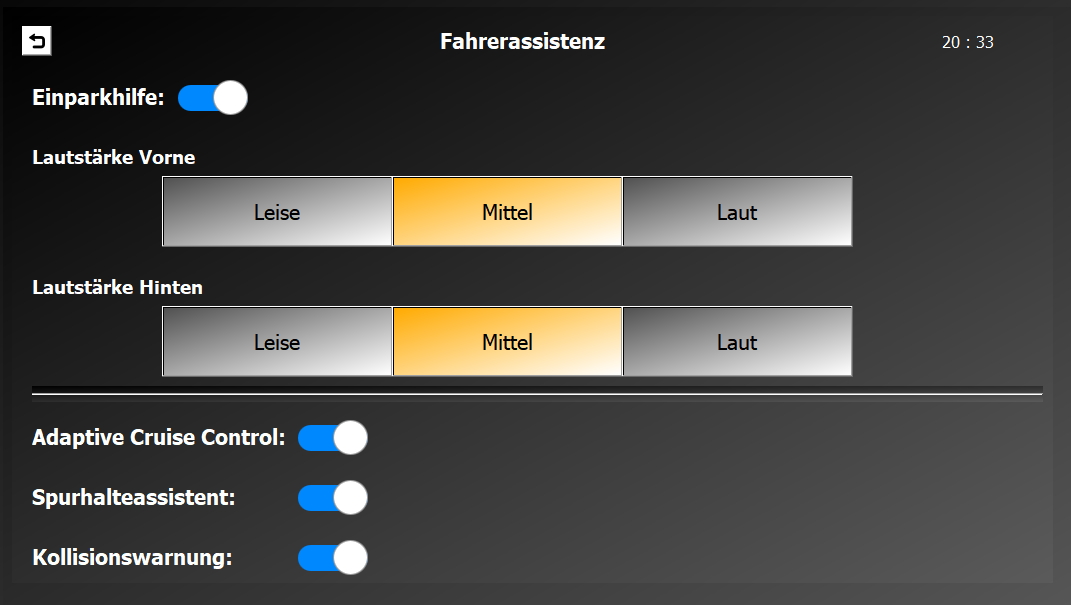 Fahrerassistenz
20 : 33
Einparkhilfe:
Lautstärke Vorne
Leise Mittel Laut
Lautstärke Hinten
Leise Mittel Laut
Adaptive Cruise Control:
Spurhalteassistent:
Kollisionswarnung: